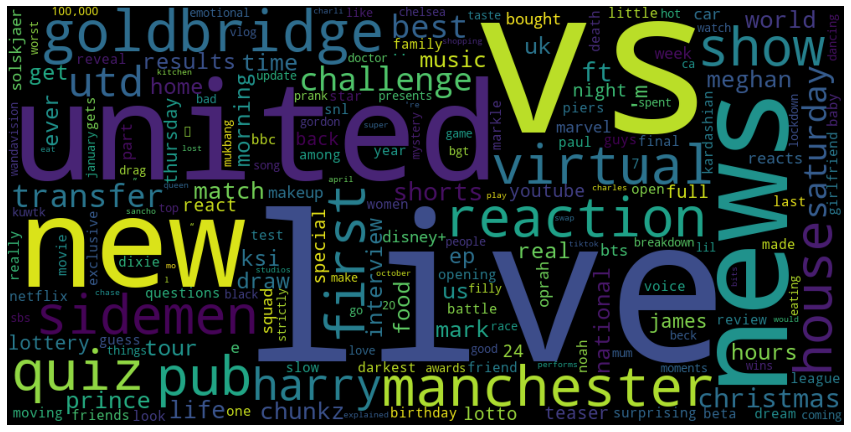 100,000
emotional
like
chelsea
taste
bought
little
hot
car
world
solskjaer
worst
goldbridge
charli
vlog
best
uk
death
watch
dancing
show
reveal
results
time
family
music
week
ca
meghan
get
utd
update
doctor
challenge
ft
spent
shopping
kitchen
home
star
presents
night
m
piers
markle
kardashian
lockdown
saturday
vs
united
news
wandavision
ever
eat
gets
january
part
thursday
bad
lost
mukbang
morning
prank
snl
gordon
super
're
bbc
back
mystery
game
bgt
among
year
song
marvel
paul
guys
final
7
reacts
girlfriend
baby
drag
queen
april
virtual
transfer
match
makeup
shorts
youtube
open
full
last
kuwtk
sancho
top
react
women
play
charles
swap
made
new
live
first
reaction
really
movie
exclusive
dixie
mo
1
test
special
disney+
people
real
bts
tiktok
breakdown
lil
netflix
studios
questions
black
ksi
draw
interview
make
ep
opening
oprah
voice
eating
bits
sbs
chase
sidemen
squad
strictly
go
20
october
food
us
filly
battle
mark
race
noah
james
national
review
would
house
lottery
guess
things
tour
e
love
good
performs
beck
mum
moments
wins
hours
league
quiz
pub
harry
slow
darkest
awards
friend
24
manchester
christmas
prince
moving
friends
look
life
one
explained
chunkz
birthday
lotto
teaser
surprising
beta
dream
coming